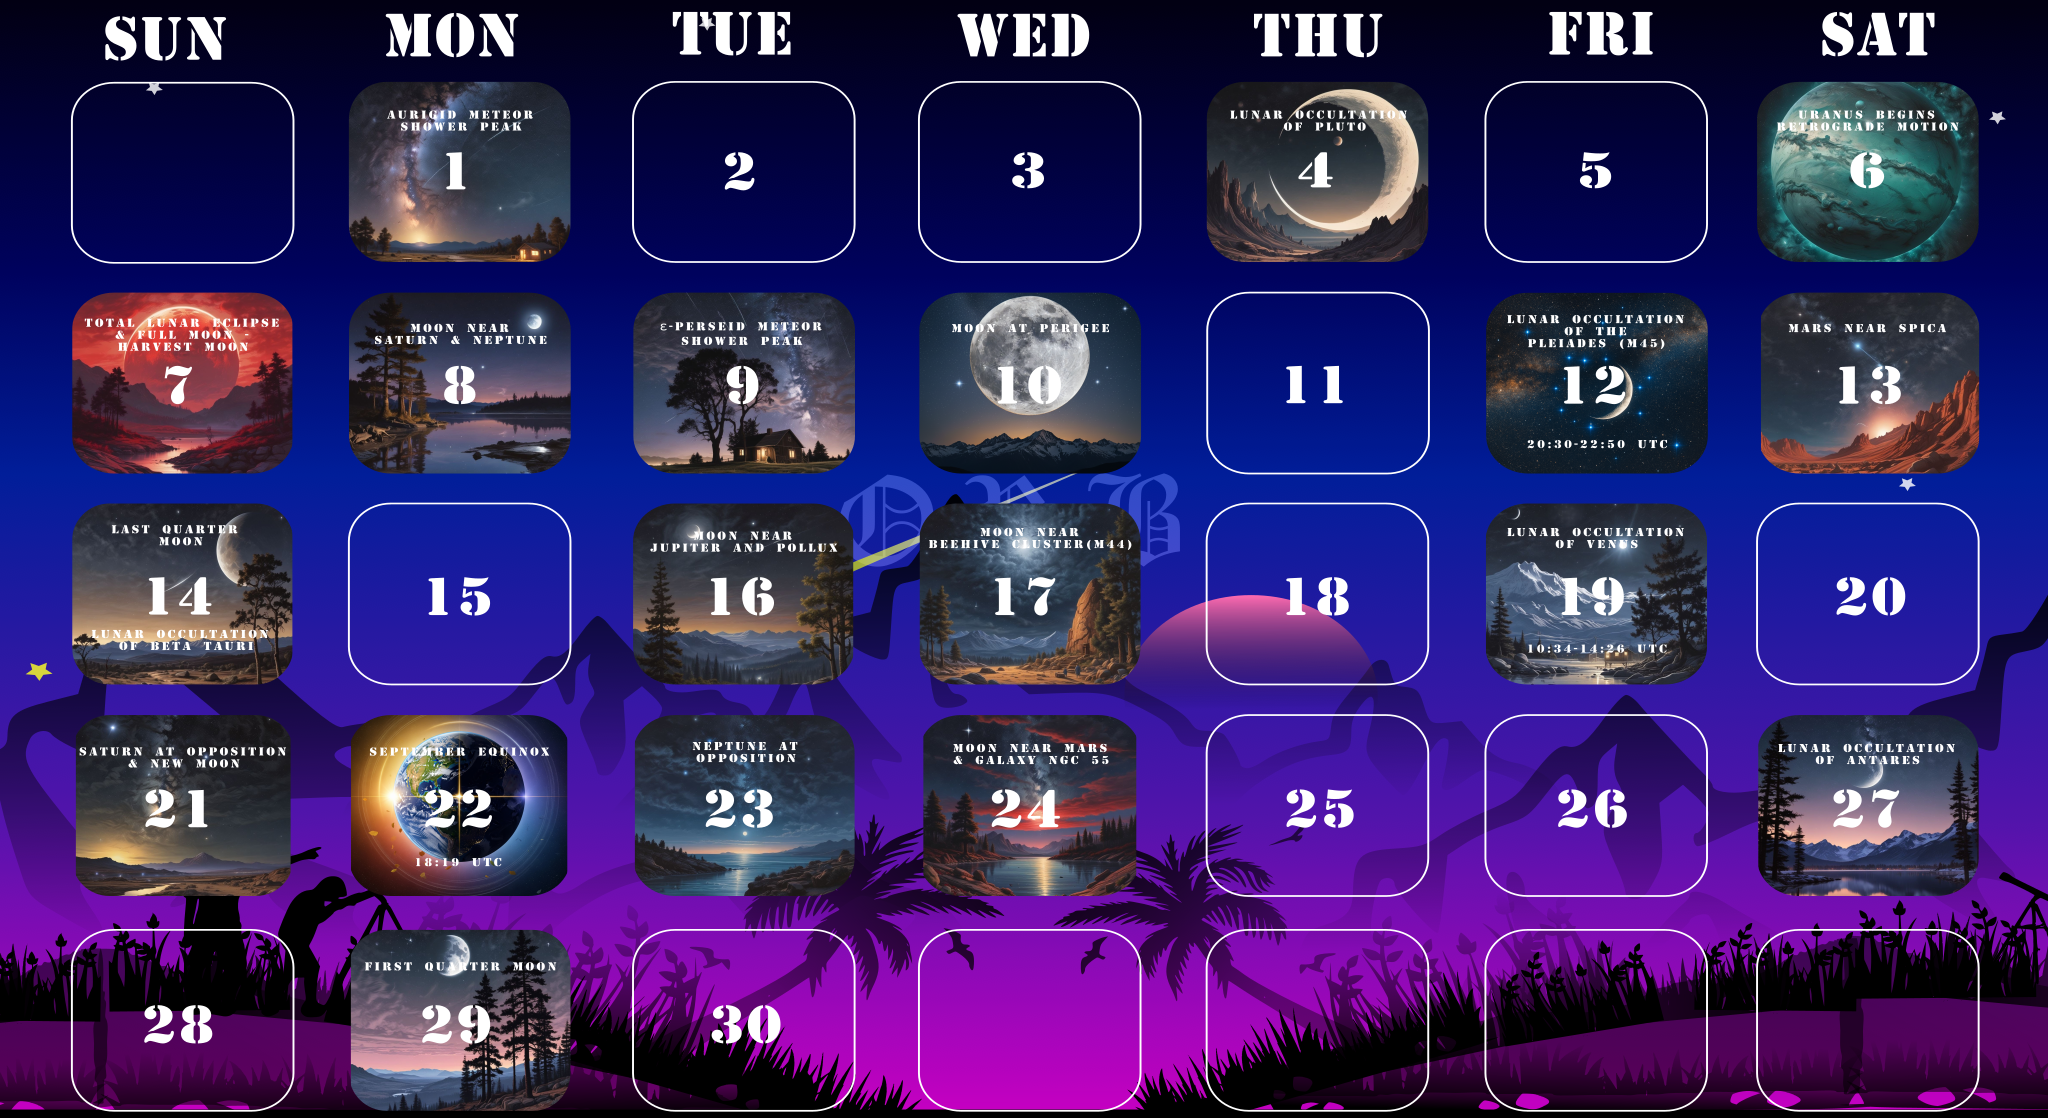 SUN MON TUE WED THU FRI SAT
AURIGID METEOR
SHOWER PEAK
1
2
3
LUNAR OCCULTATION
OF PLUTO
4
5
URANUS BEGINS
RETROGRADE MOTION
6
TOTAL LUNAR ECLIPSE
& FULL MOON -
HARVEST MOON
7
MOON NEAR
SATURN & NEPTUNE
8
ε-PERSEID METEOR
SHOWER PEAK
9
MOON AT PERIGEE
10
11
LUNAR OCCULTATION
OF THE
PLEIADES (M45)
12
20:30-22:50 UTC
MARS NEAR SPICA
13
ORB
LAST QUARTER
MOON
14
LUNAR OCCULTATION
OF BETA TAURI
15
MOON NEAR
JUPITER AND POLLUX
16
MOON NEAR
BEEHIVE CLUSTER(M44)
17
18
LUNAR OCCULTATION
OF VENUS
19
10:34-14:26 UTC
20
SATURN AT OPPOSITION
& NEW MOON
21
SEPTEMBER EQUINOX
22
18:19 UTC
NEPTUNE AT
OPPOSITION
23
MOON NEAR MARS
& GALAXY NGC 55
24
25
26
LUNAR OCCULTATION
OF ANTARES
27
28
FIRST QUARTER MOON
29
30